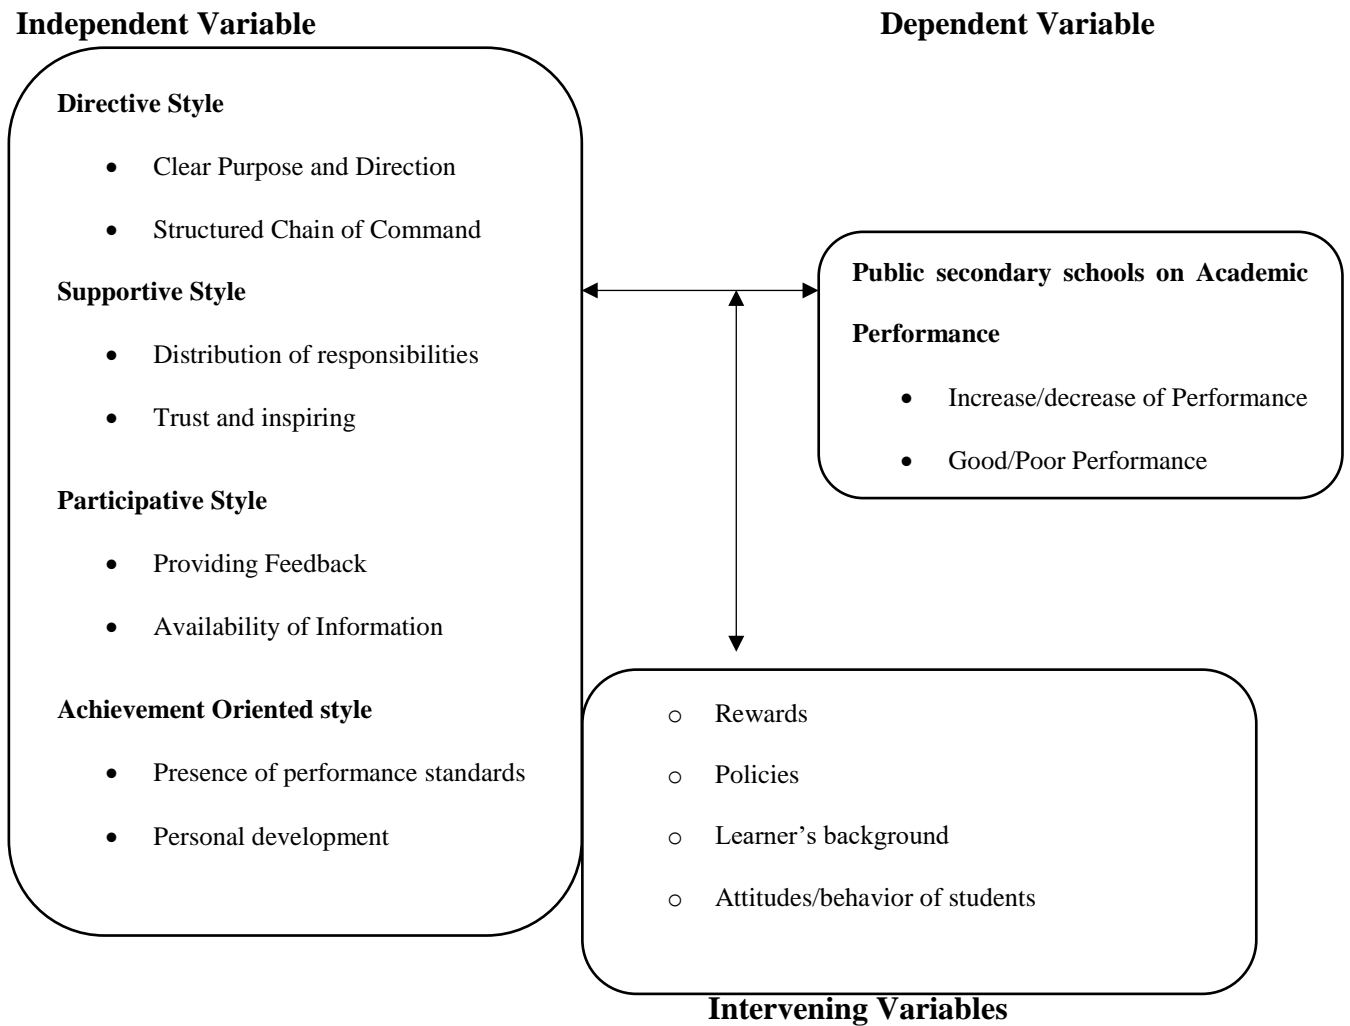 Independent Variable
Dependent Variable
Directive Style
• Clear Purpose and Direction
• Structured Chain of Command
Supportive Style
• Distribution of responsibilities
• Trust and inspiring
Participative Style
• Providing Feedback
• Availability of Information
Achievement Oriented style
• Presence of performance standards
• Personal development
Public secondary schools on Academic
Performance
• Increase/decrease of Performance
• Good/Poor Performance
o Rewards
o Policies
o Learner’s background
o Attitudes/behavior of students
Intervening Variables